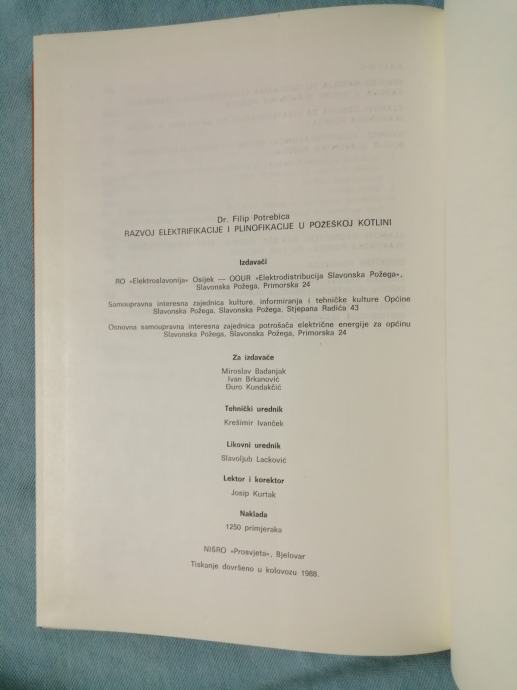 Dr. Filip Potrebica
RAZVOJ ELEKTRIFIKACIJE I PLINOFIKACIJE U POŽEŠKOJ KOTLINI
Izdavači
RO »Elektroslavonija« Osijek — OOUR »Elektrodistribucija Slavonska Požega«,
Slavonska Požega, Primorska 24
Samoupravna interesna zajednica kulture, informiranja i tehničke kulture Općine
Slavonska Požega, Slavonska Požega, Stjepana Radića 43
Osnovna samoupravna interesna zajednica potrošača električne energije za općinu
Slavonska Požega, Slavonska Požega, Primorska 24
Za izdavače
Miroslav Badanjak
Ivan Brkanović
Đuro Kundakčić
Tehnički urednik
Krešimir Ivanček
Likovni urednik
Slavoljub Lacković
Lektor i korektor
Josip Kurtak
Naklada
1250 primjeraka
NIŠRO »Prosvjeta«, Bjelovar
Tiskanje dovršeno u kolovozu 1988.